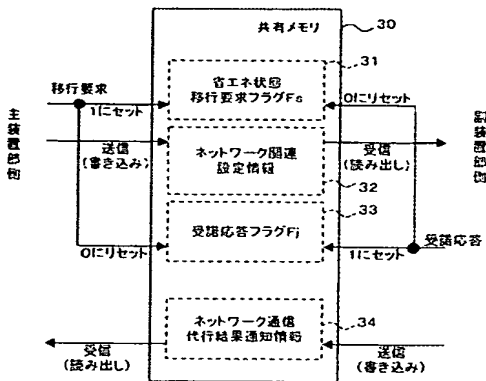 共有メモリ
30
31
省エネ状態
移行要求フラグFs
移行要求
1にセット
0にリセット
主装置部側
副装置部側
送信
(書き込み)
ネットワーク関連
設定情報
受信
(読み出し)
32
33
受諾応答フラグFj
0にリセット
1にセット
受諾応答
34
ネットワーク通信
代行結果通知情報
受信
(読み出し)
送信
(書き込み)